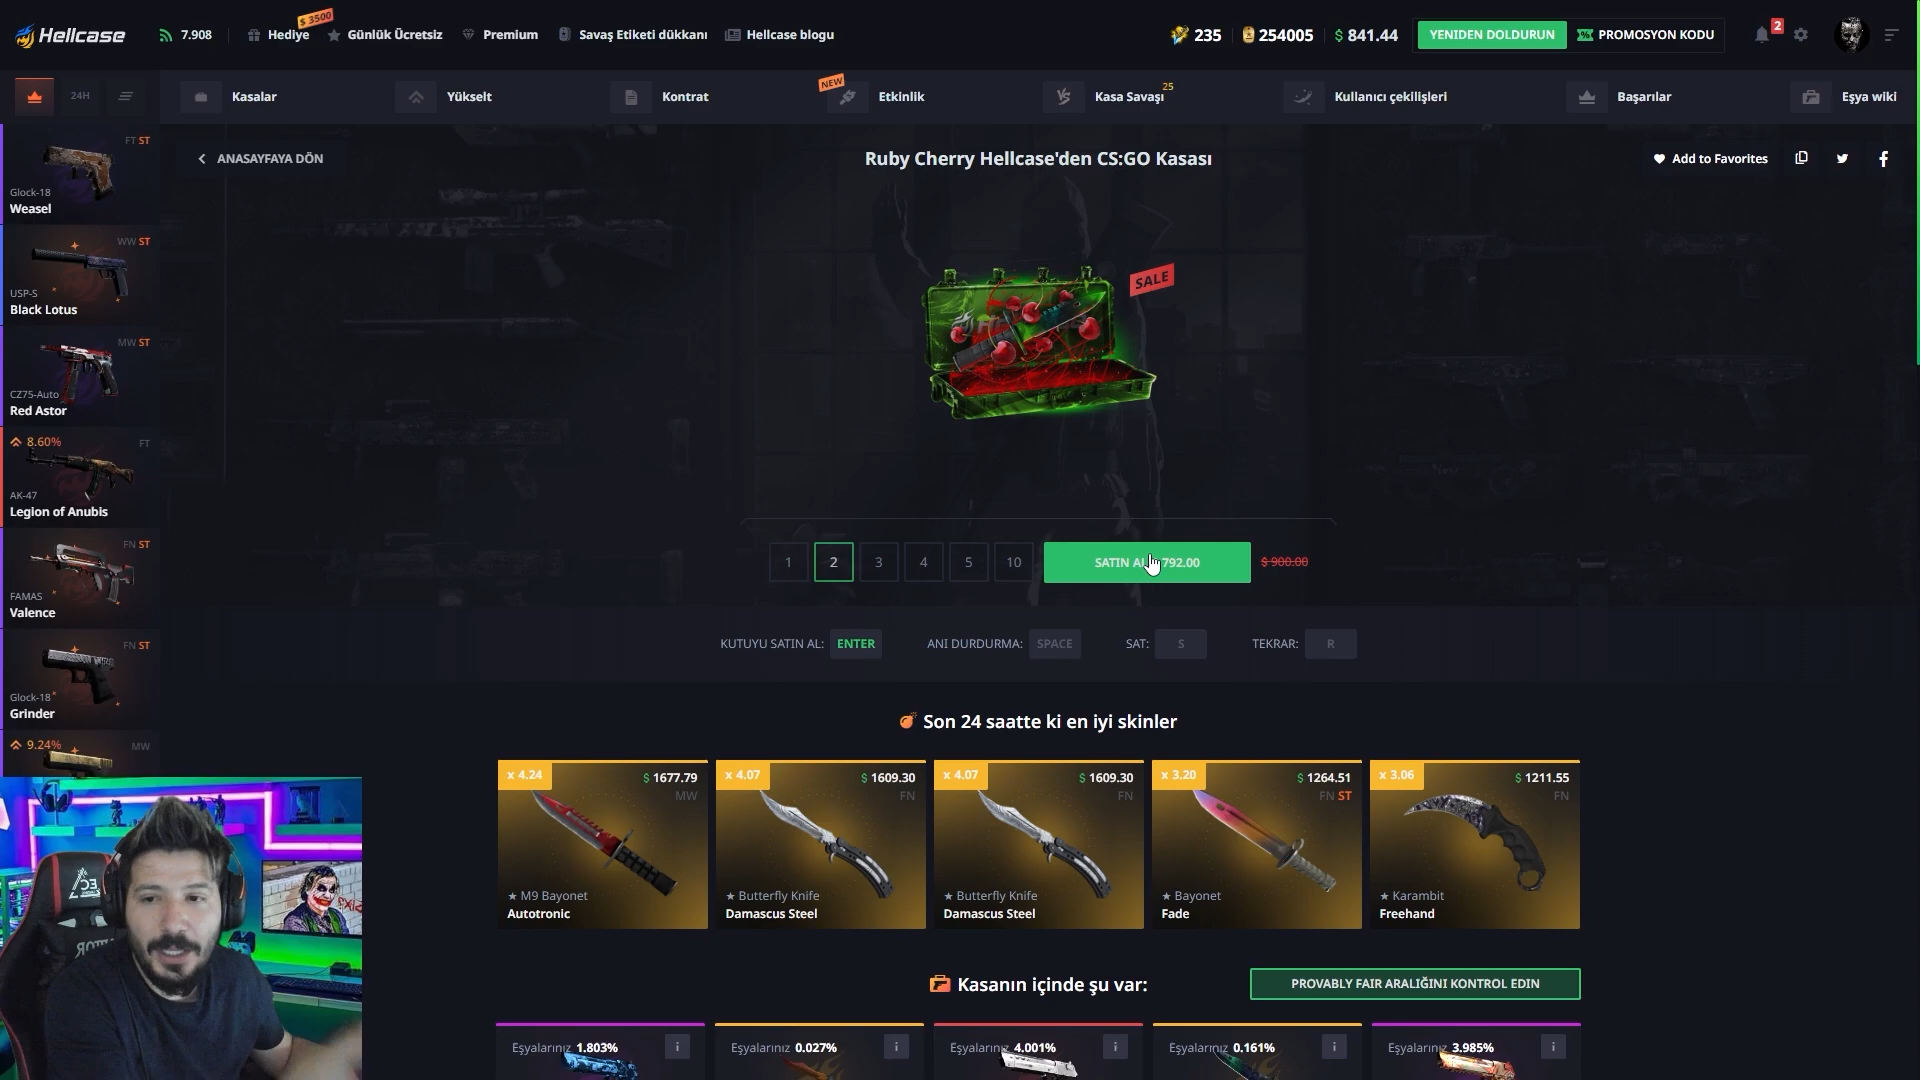 Hellcase
7.908
Hediye
$ 3500
Günlük Ücretsiz
Premium
Savaş Etiketi dükkanı
Hellcase blogu
235
254005
$ 841.44
YENIDEN DOLDURUN
PROMOSYON KODU
2
24H
Kasalar
Yükselt
Kontrat
NEW
Etkinlik
Kasa Savaşı
25
Kullanıcı çekilişleri
Başarılar
Eşya wiki
ANASAYFAYA DÖN
Ruby Cherry Hellcase'den CS:GO Kasası
Add to Favorites
FT ST
Glock-18
Weasel
WW ST
USP-S
Black Lotus
MW ST
CZ75-Auto
Red Astor
8.60%
FT
AK-47
Legion of Anubis
FN ST
FAMAS
Valence
FN ST
Glock-18
Grinder
9.24%
MW
SALE
1
2
3
4
5
10
SATIN AL 792.00
$ 900.00
KUTUYU SATIN AL: ENTER
ANI DURDURMA: SPACE
SAT: S
TEKRAR: R
Son 24 saatte ki en iyi skinler
x 4.24
$ 1677.79
MW
★ M9 Bayonet
Autotronic
x 4.07
$ 1609.30
FN
★ Butterfly Knife
Damascus Steel
x 4.07
$ 1609.30
FN
★ Butterfly Knife
Damascus Steel
x 3.20
$ 1264.51
FN ST
★ Bayonet
Fade
x 3.06
$ 1211.55
FN
★ Karambit
Freehand
Kasanın içinde şu var:
PROVABLY FAIR ARALIĞINI KONTROL EDIN
Eşyalarınız 1.803%
Eşyalarınız 0.027%
Eşyalarınız 4.001%
Eşyalarınız 0.161%
Eşyalarınız 3.985%